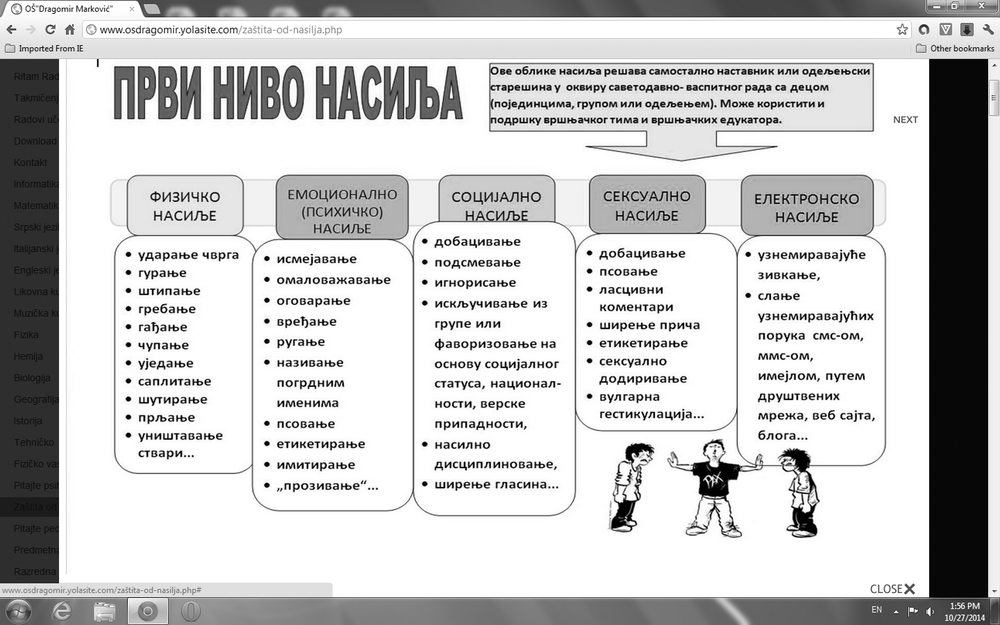 OŠ"Dragomir Marković"
www.osdragomir.yolasite.com/zaštita-od-nasilja.php
Imported From IE
Other bookmarks
Ritam Rad
Takmičenj
Radovi uče
Download
Kontakt
Informatika
Matematik
Srpski jezi
Italijanski j
Engleski je
Likovna ku
Muzička ku
Fizika
Hemija
Biologija
Geografija
Istorija
Tehničko
Fizičko vas
Pitajte psih
Zaštita od
Pitajte ped
Predmetna
Razredna
ПРВИ НИВО НАСИЉА
Ове облике насиља решава самостално наставник или одељењски
старешина у оквиру саветодавно- васпитног рада са децом
(појединцима, групом или одељењем). Може користити и
подршку вршњачког тима и вршњачких едукатора.
NEXT
ФИЗИЧКО
НАСИЉЕ
• ударање чврга
• гурање
• штипање
• гребање
• гађање
• чупање
• уједање
• саплитање
• шутирање
• прљање
• уништавање
ствари...
ЕМОЦИОНАЛНО
(ПСИХИЧКО)
НАСИЉЕ
• исмејавање
• омаловажавање
• оговарање
• вређање
• ругање
• називање
погрдним
именима
• псовање
• етикетирање
• имитирање
• „прозивање“...
СОЦИЈАЛНО
НАСИЉЕ
• добацивање
• подсмевање
• игнорисање
• искључивање из
групе или
фаворизовање на
основу социјалног
статуса, национал-
ности, верске
припадности,
• насилно
дисциплиновање,
• ширење гласина...
СЕКСУАЛНО
НАСИЉЕ
• добацивање
• псовање
• ласцивни
коментари
• ширење прича
• етикетирање
• сексуално
додиривање
• вулгарна
гестикулација...
ЕЛЕКТРОНСКО
НАСИЉЕ
• узнемиравајуће
зивкање,
• слање
узнемиравајућих
порука смс-ом,
ммс-ом,
имејлом, путем
друштвених
мрежа, веб сајта,
блога...
www.osdragomir.yolasite.com/zaštita-od-nasilja.php#
CLOSE
EN
1:56 PM
10/27/2014